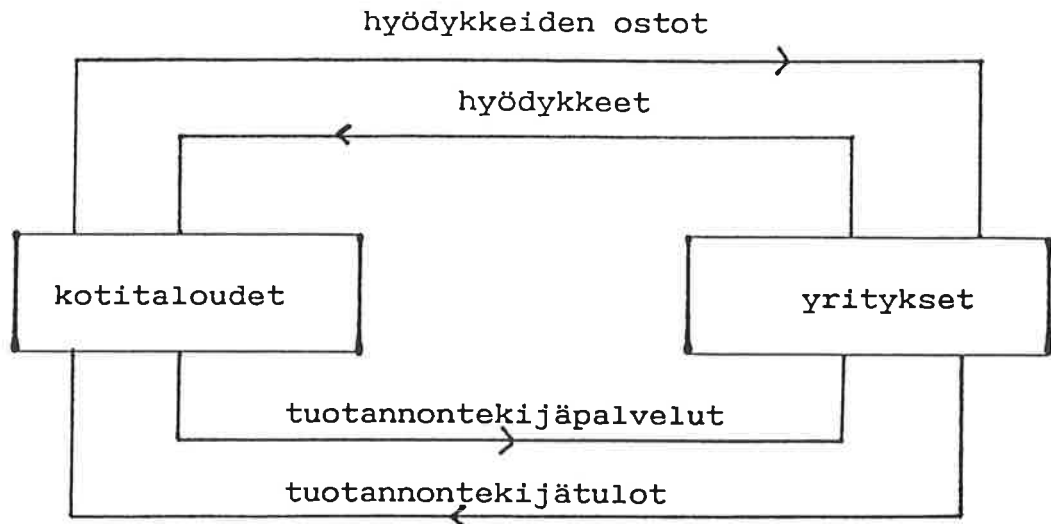 hyödykkeiden ostot
hyödykkeet
kotitaloudet
yritykset
tuotannontekijäpalvelut
tuotannontekijätulot